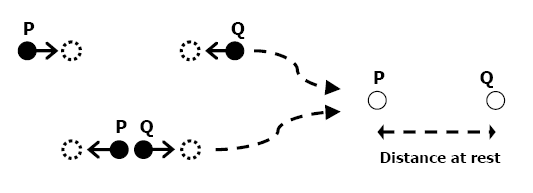 P
Q
P Q
P Q
Distance at rest